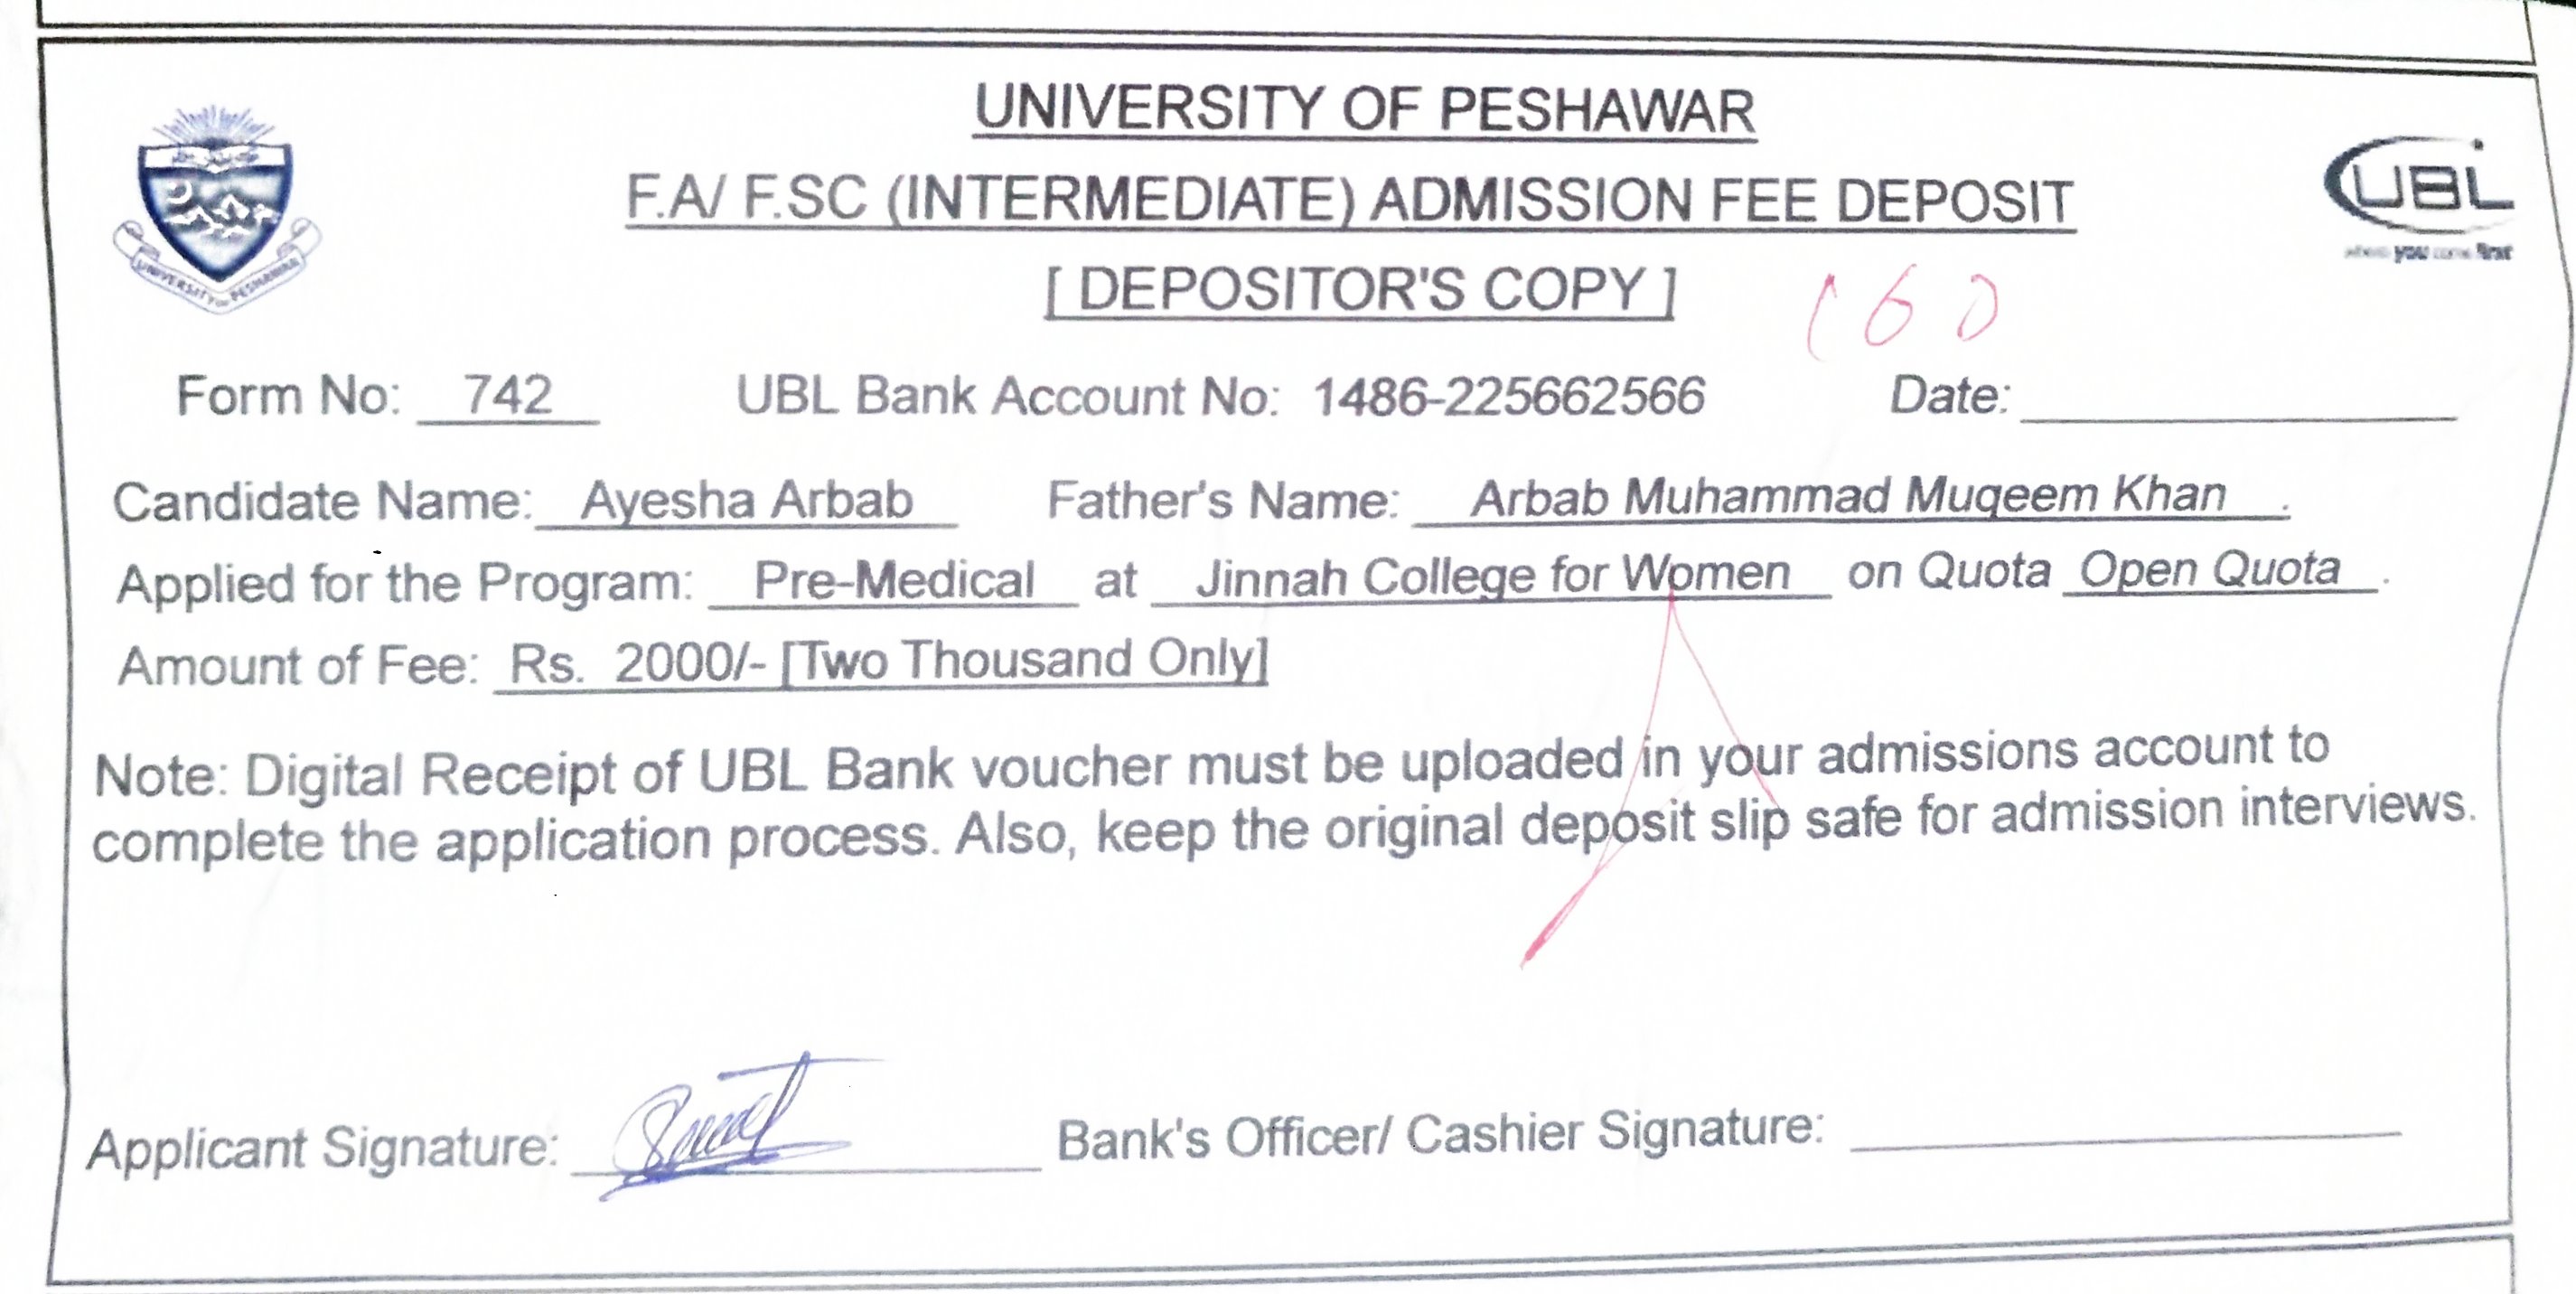 UNIVERSITY OF PESHAWAR
F.A/ F.SC (INTERMEDIATE) ADMISSION FEE DEPOSIT
[ DEPOSITOR'S COPY ]
UNIVERSITY OF PESHAWAR
UBL
where you come first
160
Form No: 742 UBL Bank Account No: 1486-225662566 Date:
Candidate Name: Ayesha Arbab Father's Name: Arbab Muhammad Muqeem Khan .
Applied for the Program: Pre-Medical at Jinnah College for Women on Quota Open Quota .
Amount of Fee: Rs. 2000/- [Two Thousand Only]
Note: Digital Receipt of UBL Bank voucher must be uploaded in your admissions account to
complete the application process. Also, keep the original deposit slip safe for admission interviews.
Applicant Signature: Bank's Officer/ Cashier Signature: